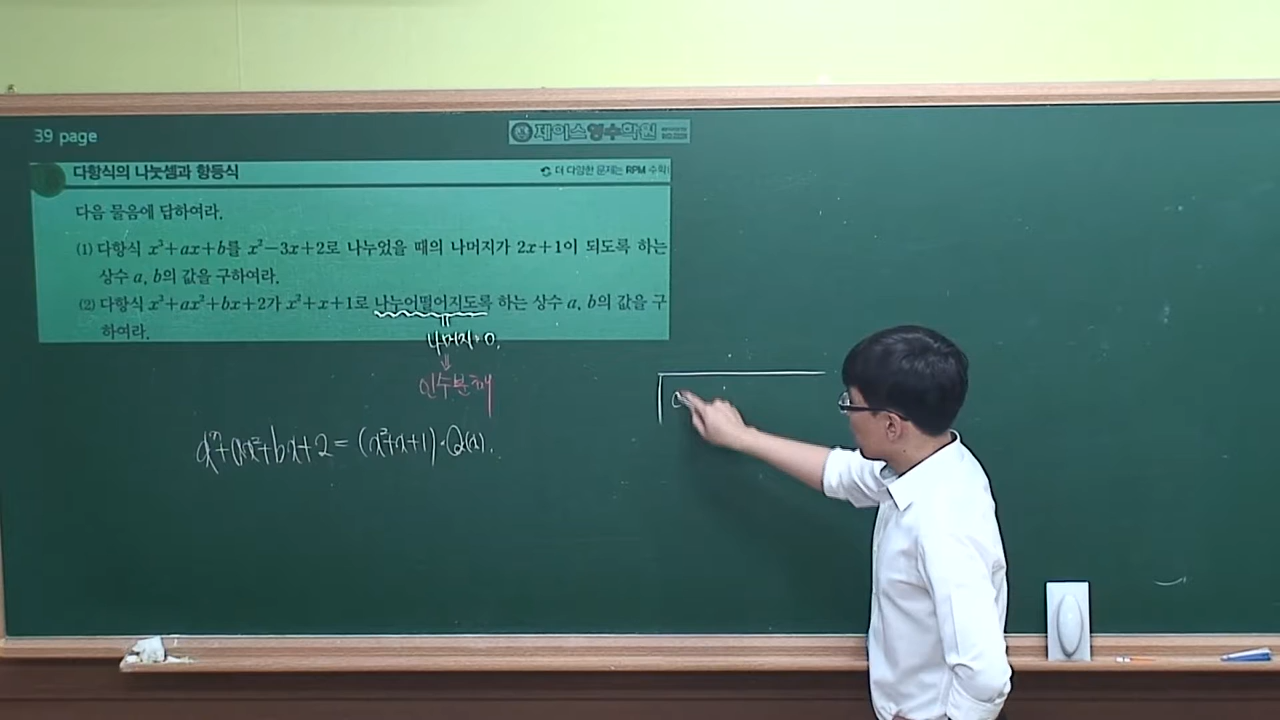 39 page
제이스영수학원
다항식의 나눗셈과 항등식
더 다양한 문제는 RPM 수학
다음 물음에 답하여라.
(1) 다항식 x³+ax+b를 x²-3x+2로 나누었을 때의 나머지가 2x+1이 되도록 하는
상수 a, b의 값을 구하여라.
(2) 다항식 x³+ax²+bx+2가 x²+x+1로 나누어떨어지도록 하는 상수 a, b의 값을 구
하여라.
나머지=0.
인수분해
x³+ax²+bx+2=(x²+x+1)·Q(x).